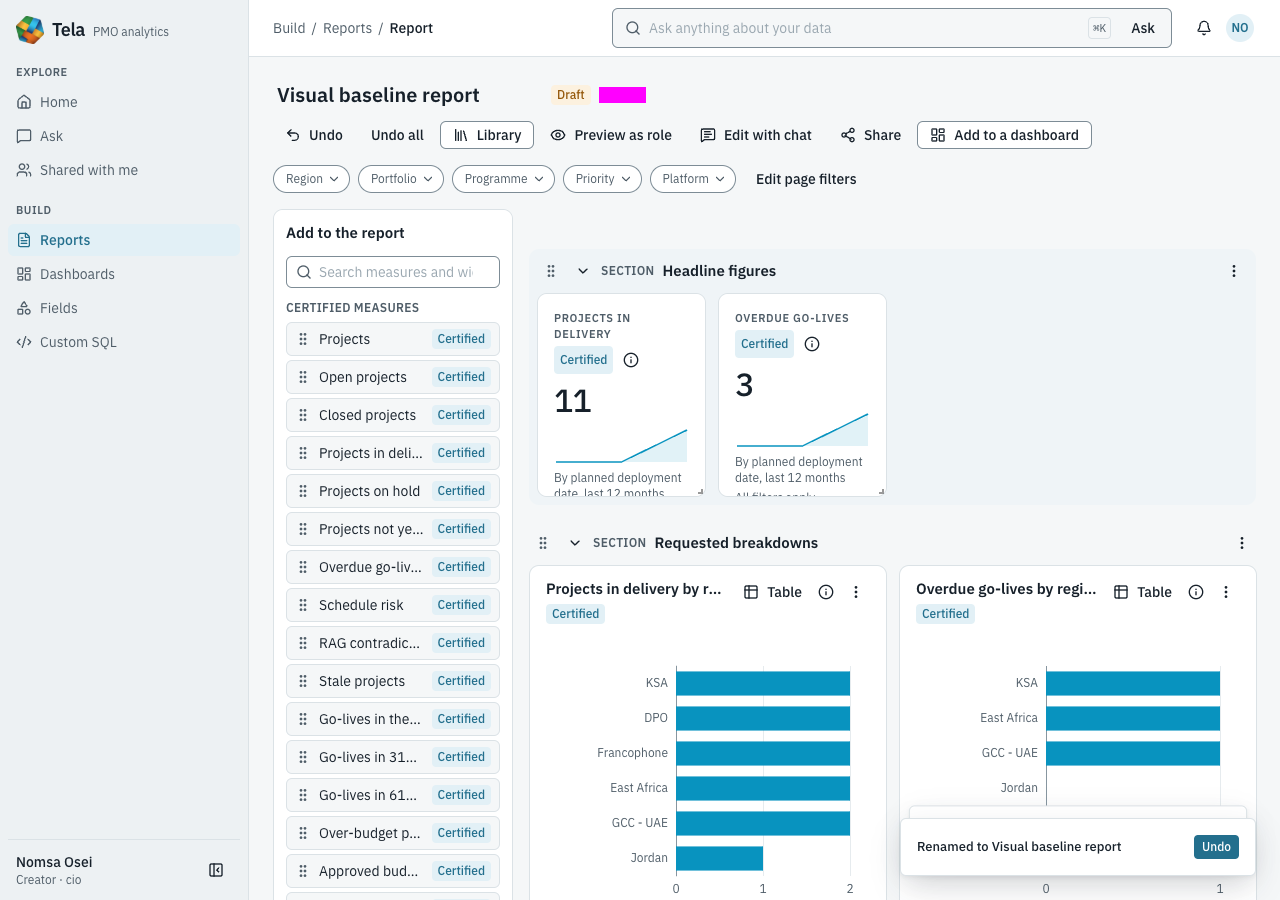 Tela PMO analytics
EXPLORE
Home
Ask
Shared with me
BUILD
Reports
Dashboards
Fields
Custom SQL
Nomsa Osei
Creator · cio
Build / Reports / Report
Ask anything about your data
⌘K
Ask
NO
Visual baseline report
Draft
Undo
Undo all
Library
Preview as role
Edit with chat
Share
Add to a dashboard
Region
Portfolio
Programme
Priority
Platform
Edit page filters
Add to the report
Search measures and wi
CERTIFIED MEASURES
Projects Certified
Open projects Certified
Closed projects Certified
Projects in deli... Certified
Projects on hold Certified
Projects not ye... Certified
Overdue go-liv... Certified
Schedule risk Certified
RAG contradic... Certified
Stale projects Certified
Go-lives in the... Certified
Go-lives in 31... Certified
Go-lives in 61... Certified
Over-budget p... Certified
Approved bud... Certified
SECTION Headline figures
PROJECTS IN
DELIVERY
Certified
11
By planned deployment
date, last 12 months
OVERDUE GO-LIVES
Certified
3
By planned deployment
date, last 12 months
All filters apply
SECTION Requested breakdowns
Projects in delivery by r...
Table
Certified
KSA
DPO
Francophone
East Africa
GCC - UAE
Jordan
0 1 2
Overdue go-lives by regi...
Table
Certified
KSA
East Africa
GCC - UAE
Jordan
0 1
Renamed to Visual baseline report
Undo